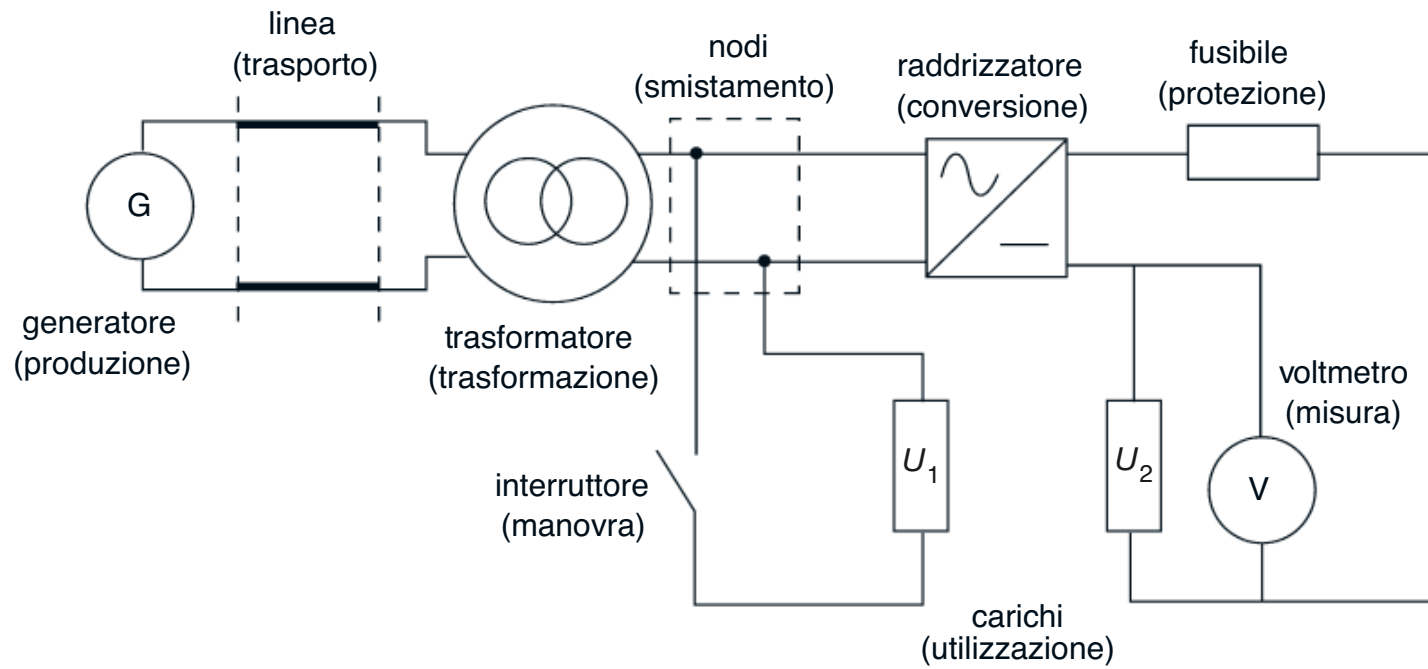 linea
(trasporto)
nodi
(smistamento)
raddrizzatore
(conversione)
fusibile
(protezione)
G
generatore
(produzione)
trasformatore
(trasformazione)
voltmetro
(misura)
interruttore
(manovra)
U1
U2
V
carichi
(utilizzazione)